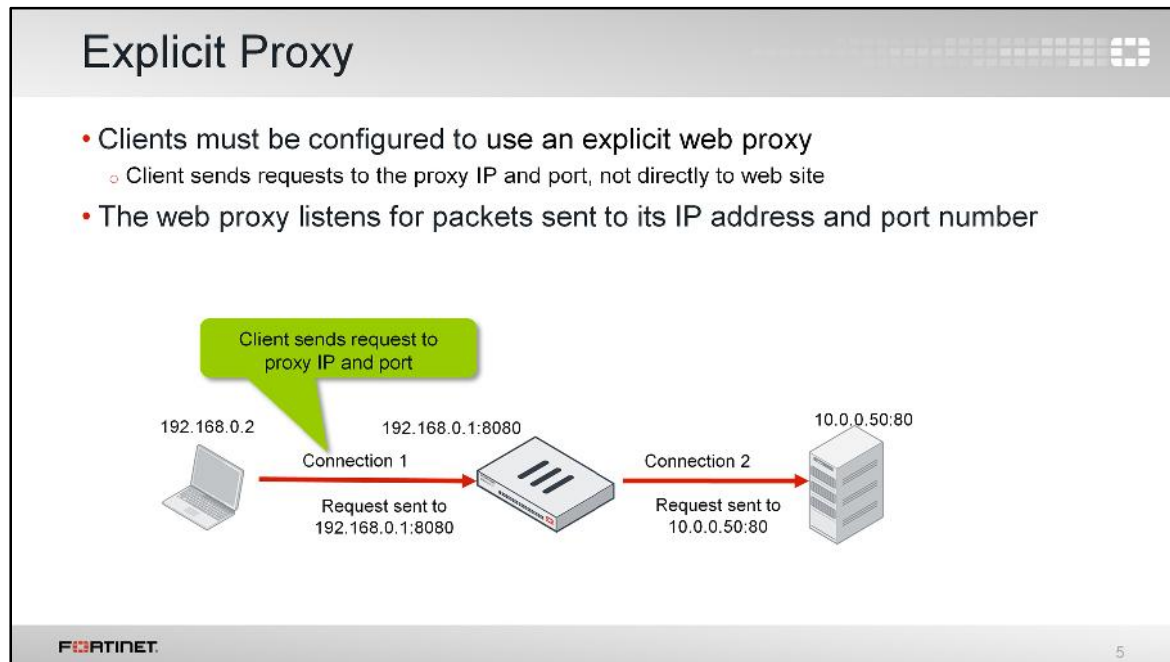 Explicit Proxy
• Clients must be configured to use an explicit web proxy
○ Client sends requests to the proxy IP and port, not directly to web site
• The web proxy listens for packets sent to its IP address and port number
Client sends request to
proxy IP and port
192.168.0.2
192.168.0.1:8080
10.0.0.50:80
Connection 1
Connection 2
Request sent to
192.168.0.1:8080
Request sent to
10.0.0.50:80
FORTINET
5